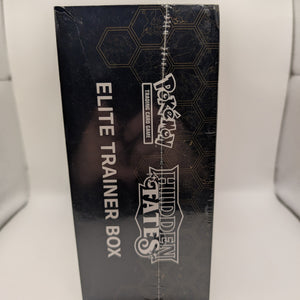 Pokémon
TRADING CARD GAME
HIDDEN
FATES
ELITE TRAINER BOX